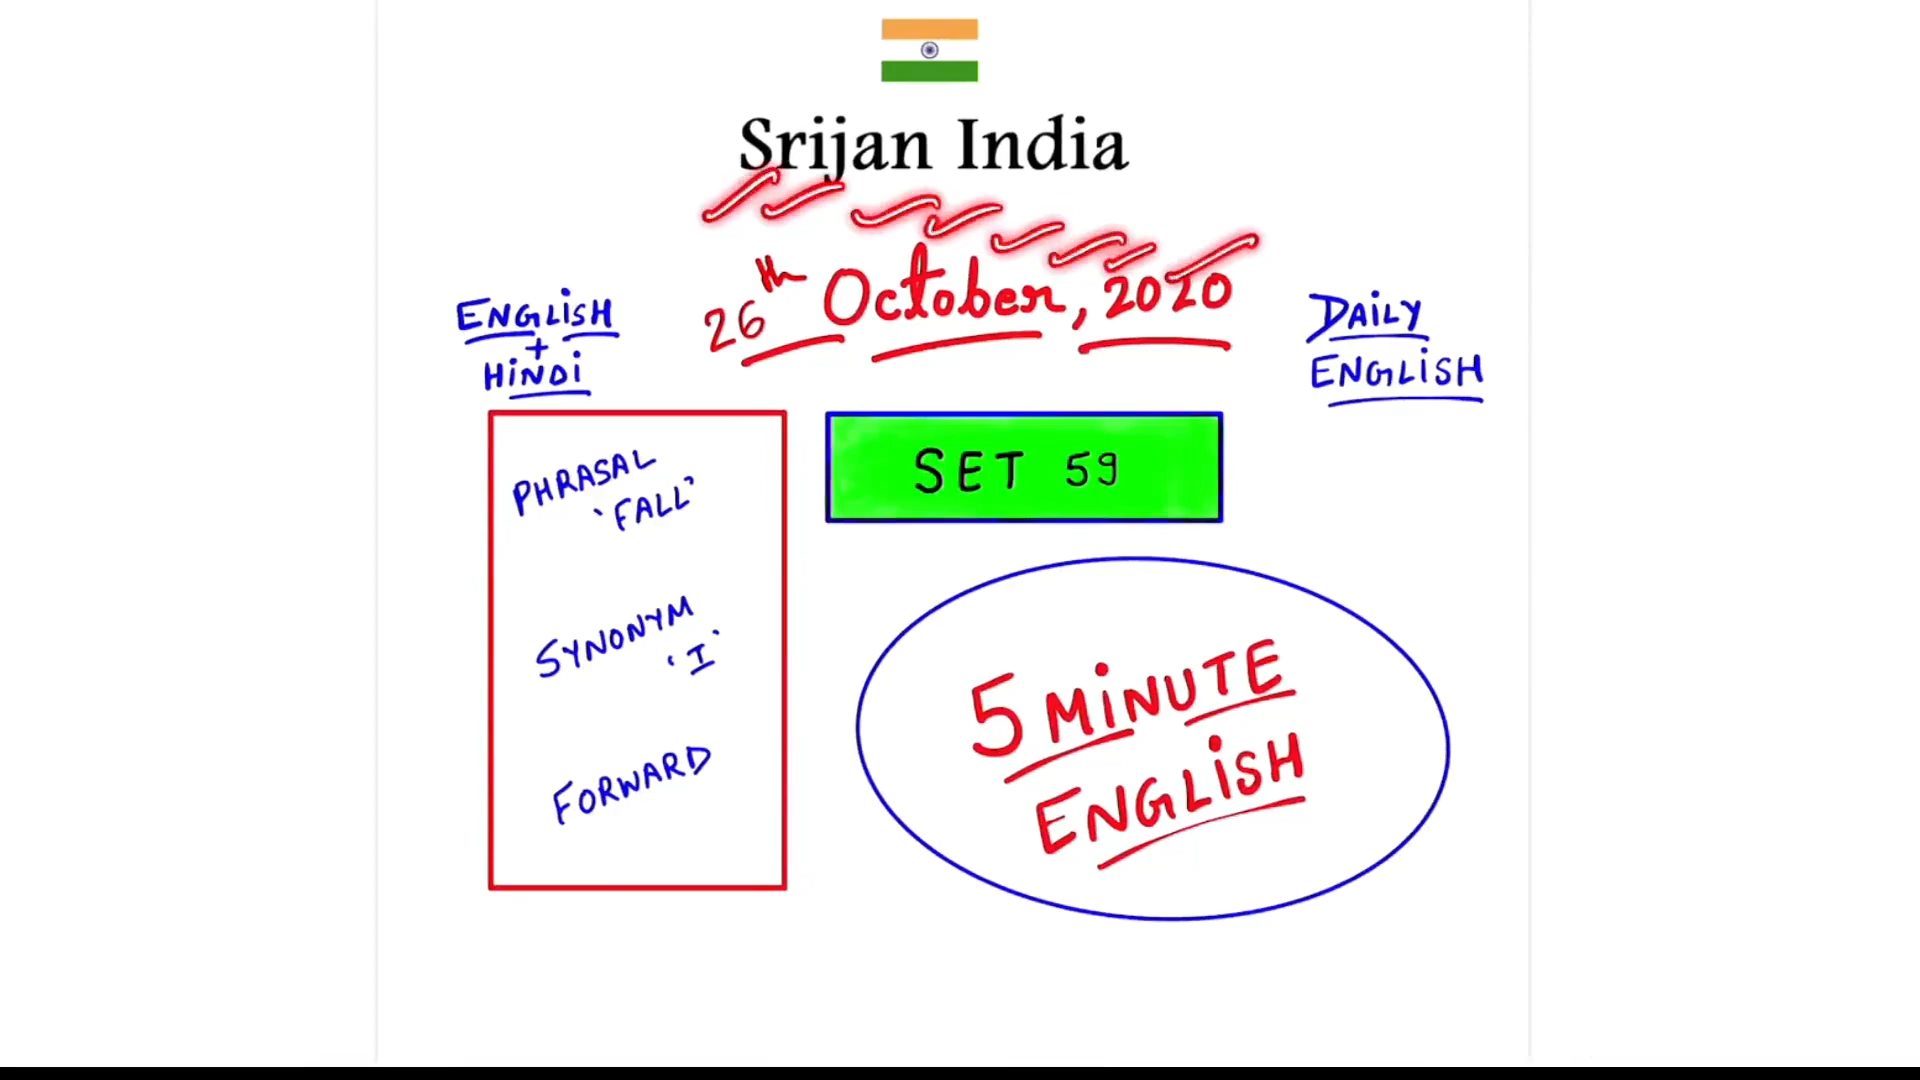 Srijan India
26th October, 2020
ENGLiSH
+
HiNDi
DAiLY
ENGLiSH
PHRASAL
'FALL'
SYNONYM
'I'
FORWARD
SET 59
5 MiNUTE
ENGLiSH